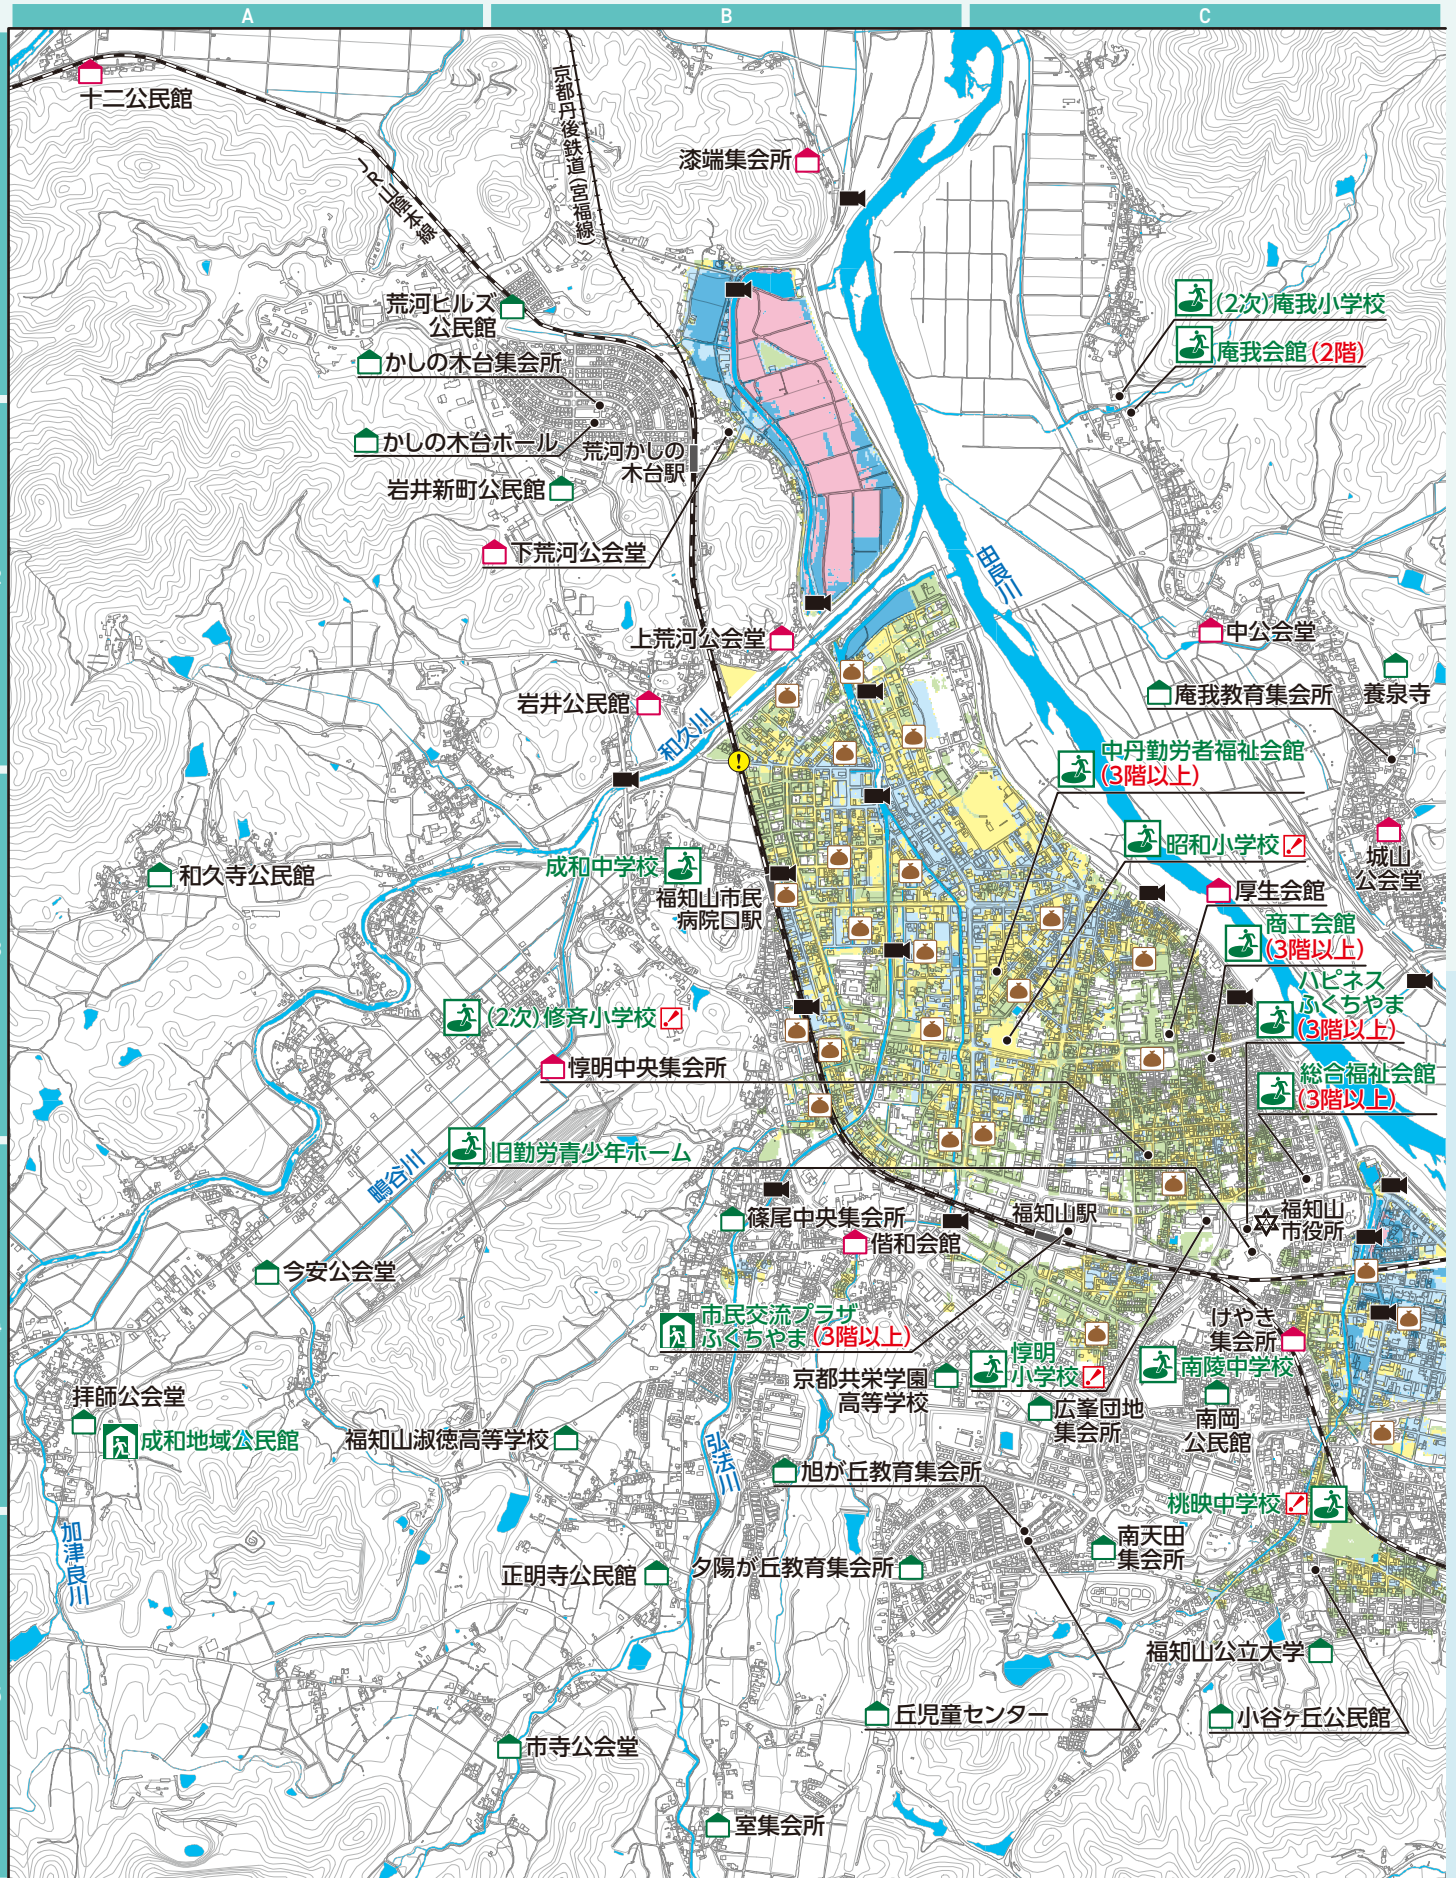 A
B
C
十二公民館
京都丹後鉄道(宮福線)
JR山陰本線
漆端集会所
荒河ヒルズ
公民館
かしの木台集会所
かしの木台ホール
荒河かしの
木台駅
岩井新町公民館
下荒河公会堂
(2次)庵我小学校
庵我会館(2階)
由良川
上荒河公会堂
中公会堂
岩井公民館
庵我教育集会所
養泉寺
和久川
中丹勤労者福祉会館
(3階以上)
昭和小学校
城山
公会堂
和久寺公民館
成和中学校
福知山市民
病院口駅
厚生会館
商工会館
(3階以上)
ハピネス
ふくちやま
(3階以上)
(2次)修斉小学校
惇明中央集会所
総合福祉会館
(3階以上)
旧勤労青少年ホーム
鴫谷川
篠尾中央集会所
福知山駅
福知山
市役所
偕和会館
今安公会堂
市民交流プラザ
ふくちやま(3階以上)
けやき
集会所
惇明
小学校
南陵中学校
京都共栄学園
高等学校
拝師公会堂
成和地域公民館
福知山淑徳高等学校
広峯団地
集会所
南岡
公民館
弘法川
旭が丘教育集会所
桃映中学校
加津良川
南天田
集会所
正明寺公民館
夕陽が丘教育集会所
福知山公立大学
丘児童センター
小谷ヶ丘公民館
市寺公会堂
室集会所